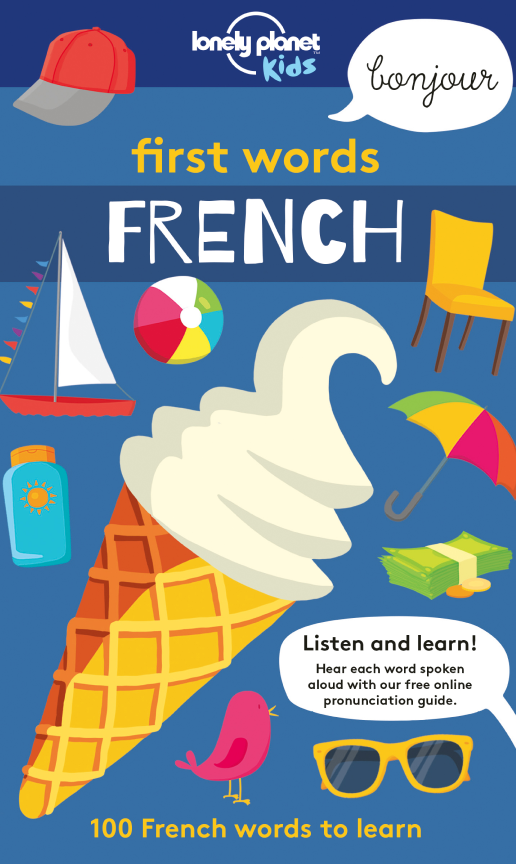 lonely planet
kids
bonjour
first words
FRENCH
Listen and learn!
Hear each word spoken
aloud with our free online
pronunciation guide.
100 French words to learn